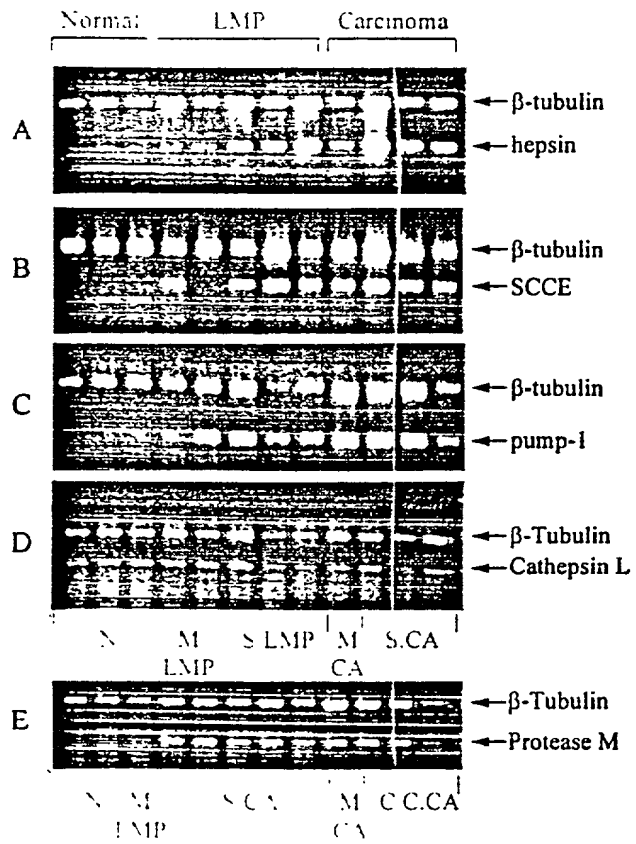 Normal LMP Carcinoma
A
β-tubulin
hepsin
B
β-tubulin
SCCE
C
β-tubulin
pump-1
D
β-Tubulin
Cathepsin L
N M S.LMP M S.CA
LMP CA
E
β-Tubulin
Protease M
N M S.CA M C C.CA
LMP CA